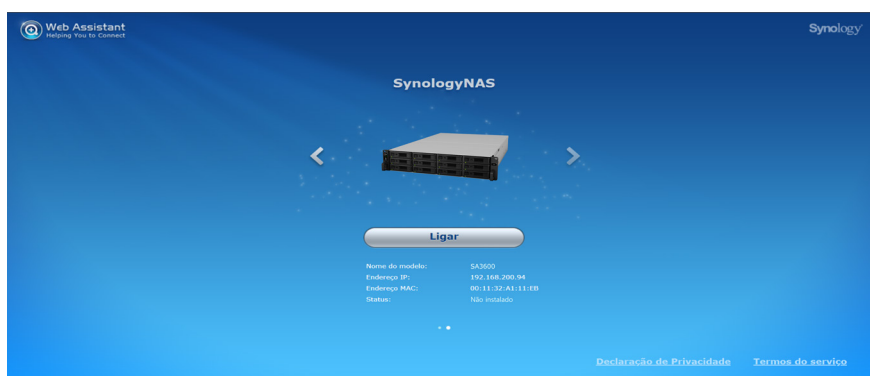 Web Assistant
Helping You to Connect
Synology
SynologyNAS
Ligar
Nome do modelo: SA3600
Endereço IP: 192.168.200.94
Endereço MAC: 00:11:32:A1:11:EB
Status: Não instalado
Declaração de Privacidade Termos do serviço